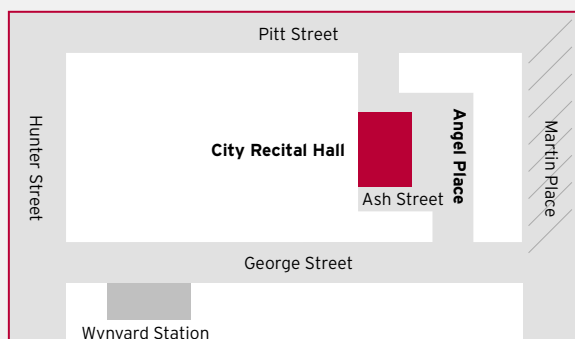 Pitt Street
Hunter Street
City Recital Hall
Angel Place
Martin Place
Ash Street
George Street
Wynyard Station